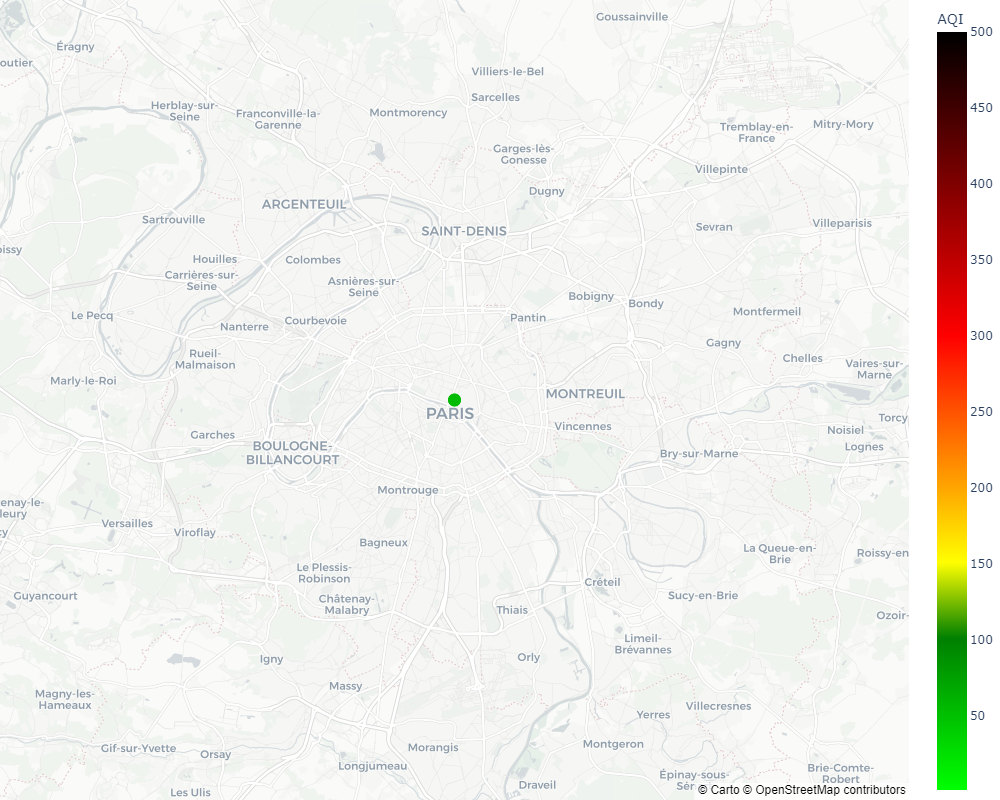 Goussainville
AQI
500
Éragny
outier
Villiers-le-Bel
Sarcelles
450
Herblay-sur-
Seine
Franconville-la-
Garenne
Montmorency
Tremblay-en-
France
Mitry-Mory
Garges-lès-
Gonesse
Villepinte
400
Dugny
ARGENTEUIL
Sartrouville
SAINT-DENIS
Sevran
Villeparisis
oissy
Houilles
Colombes
350
Carrières-sur-
Seine
Asnières-sur-
Seine
Bobigny
Bondy
Le Pecq
Nanterre
Courbevoie
Pantin
Montfermeil
300
Gagny
Rueil-
Malmaison
Chelles
Vaires-sur-
Marne
Marly-le-Roi
MONTREUIL
PARIS
250
Torcy
Garches
Vincennes
Noisiel
Lognes
BOULOGNE-
BILLANCOURT
Bry-sur-Marne
Montrouge
200
enay-le-
leury
Versailles
Viroflay
cy
Bagneux
La Queue-en-
Brie
Roissy-en
150
Le Plessis-
Robinson
Créteil
Guyancourt
Châtenay-
Malabry
Thiais
Sucy-en-Brie
Ozoir-
Limeil-
Brévannes
100
Igny
Orly
Massy
Magny-les-
Hameaux
Villecresnes
Yerres
50
Gif-sur-Yvette
Orsay
Morangis
Montgeron
Longjumeau
Épinay-sous-
Sér
Brie-Comte-
Robert
Les Ulis
Draveil
© Carto © OpenStreetMap contributors